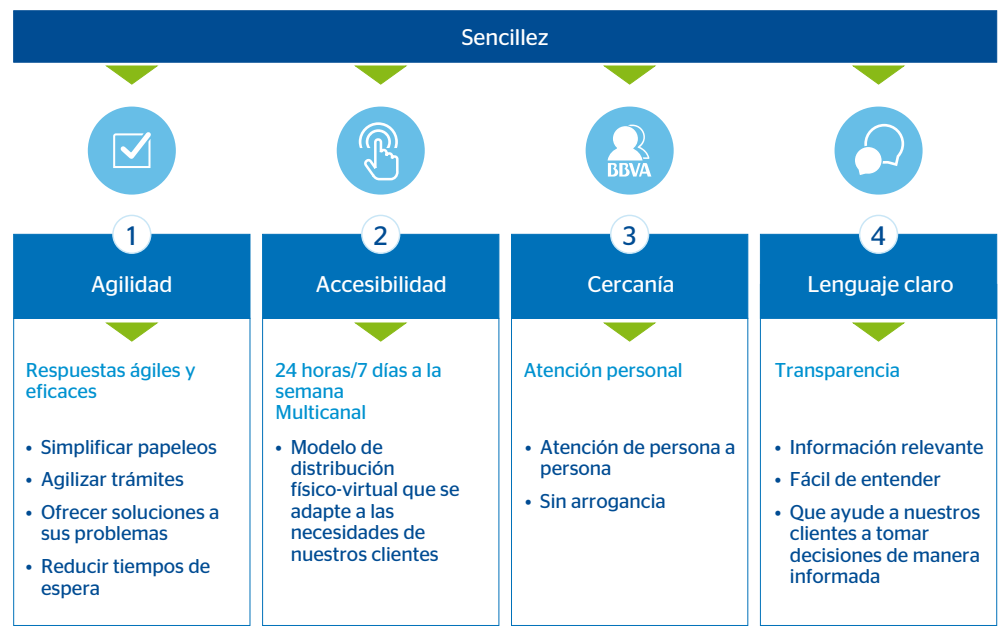 Sencillez
BBVA
1
Agilidad
Respuestas ágiles y
eficaces
• Simplificar papeleos
• Agilizar trámites
• Ofrecer soluciones a
sus problemas
• Reducir tiempos de
espera
2
Accesibilidad
24 horas/7 días a la
semana
Multicanal
• Modelo de
distribución
físico-virtual que se
adapte a las
necesidades de
nuestros clientes
3
Cercanía
Atención personal
• Atención de persona a
persona
• Sin arrogancia
4
Lenguaje claro
Transparencia
• Información relevante
• Fácil de entender
• Que ayude a nuestros
clientes a tomar
decisiones de manera
informada